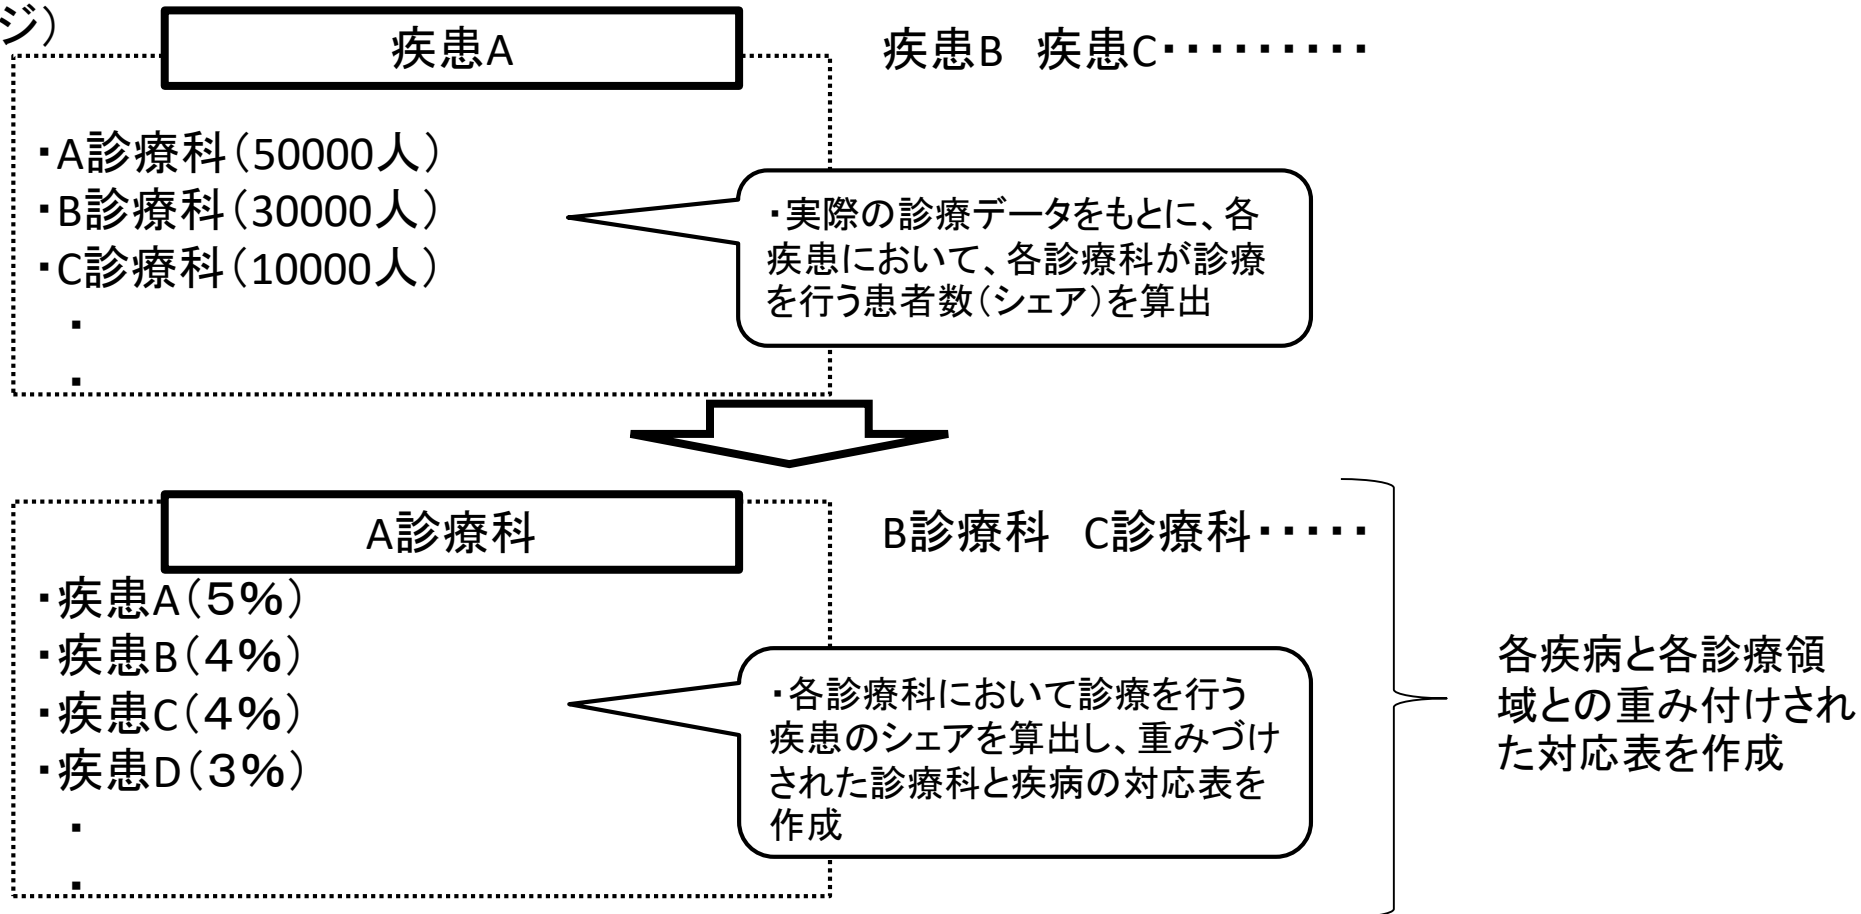 ジ）
疾患A
疾患B　疾患C・・・・・・・・・
・A診療科（50000人）
・B診療科（30000人）
・C診療科（10000人）
・
・
・実際の診療データをもとに、各
疾患において、各診療科が診療
を行う患者数（シェア）を算出
A診療科
B診療科　C診療科・・・・・
・疾患A（５％）
・疾患B（４％）
・疾患C（４％）
・疾患D（３％）
・
・
・各診療科において診療を行う
疾患のシェアを算出し、重みづけ
された診療科と疾病の対応表を
作成
各疾病と各診療領
域との重み付けされ
た対応表を作成